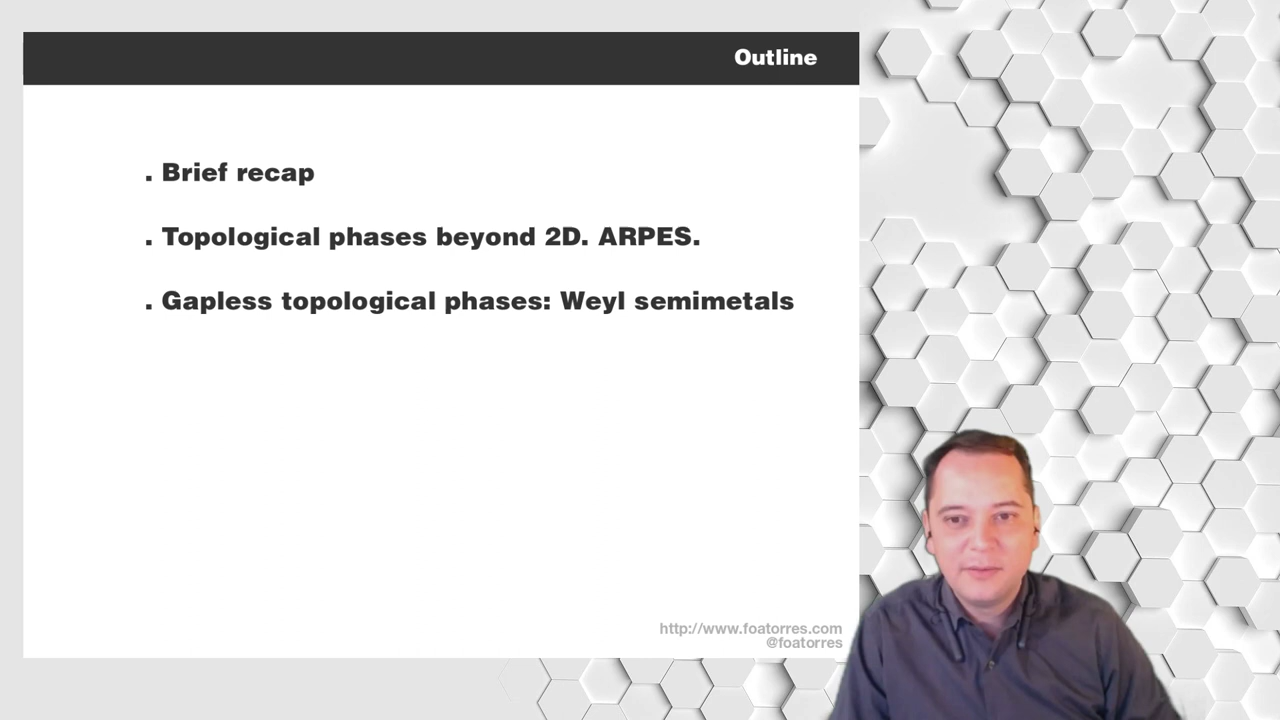 Outline
. Brief recap
. Topological phases beyond 2D. ARPES.
. Gapless topological phases: Weyl semimetals
http://www.foatorres.com
@foatorres